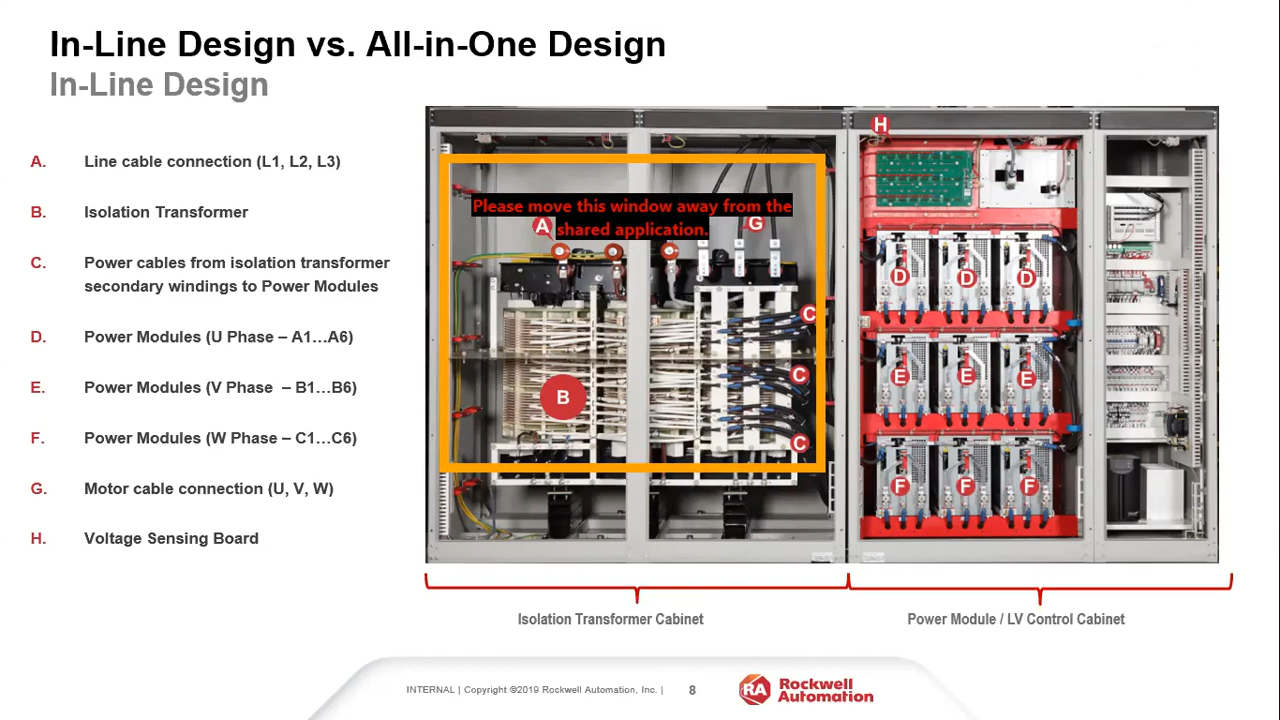 In-Line Design vs. All-in-One Design
In-Line Design
A. Line cable connection (L1, L2, L3)
B. Isolation Transformer
C. Power cables from isolation transformer
secondary windings to Power Modules
D. Power Modules (U Phase – A1…A6)
E. Power Modules (V Phase – B1…B6)
F. Power Modules (W Phase – C1…C6)
G. Motor cable connection (U, V, W)
H. Voltage Sensing Board
H
Please move this window away from the
shared application.
A
G
D D D
C
C
E E E
B
C
F F F
Isolation Transformer Cabinet
Power Module / LV Control Cabinet
INTERNAL | Copyright ©2019 Rockwell Automation, Inc. |
8
RA
Rockwell
Automation